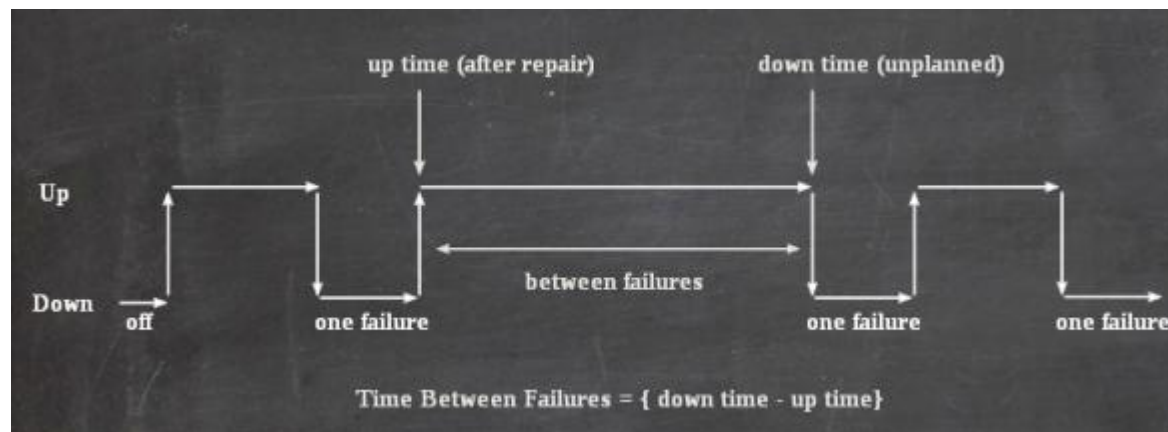 up time (after repair)
down time (unplanned)
Up
between failures
Down
off
one failure
one failure
one failure
Time Between Failures = { down time - up time}